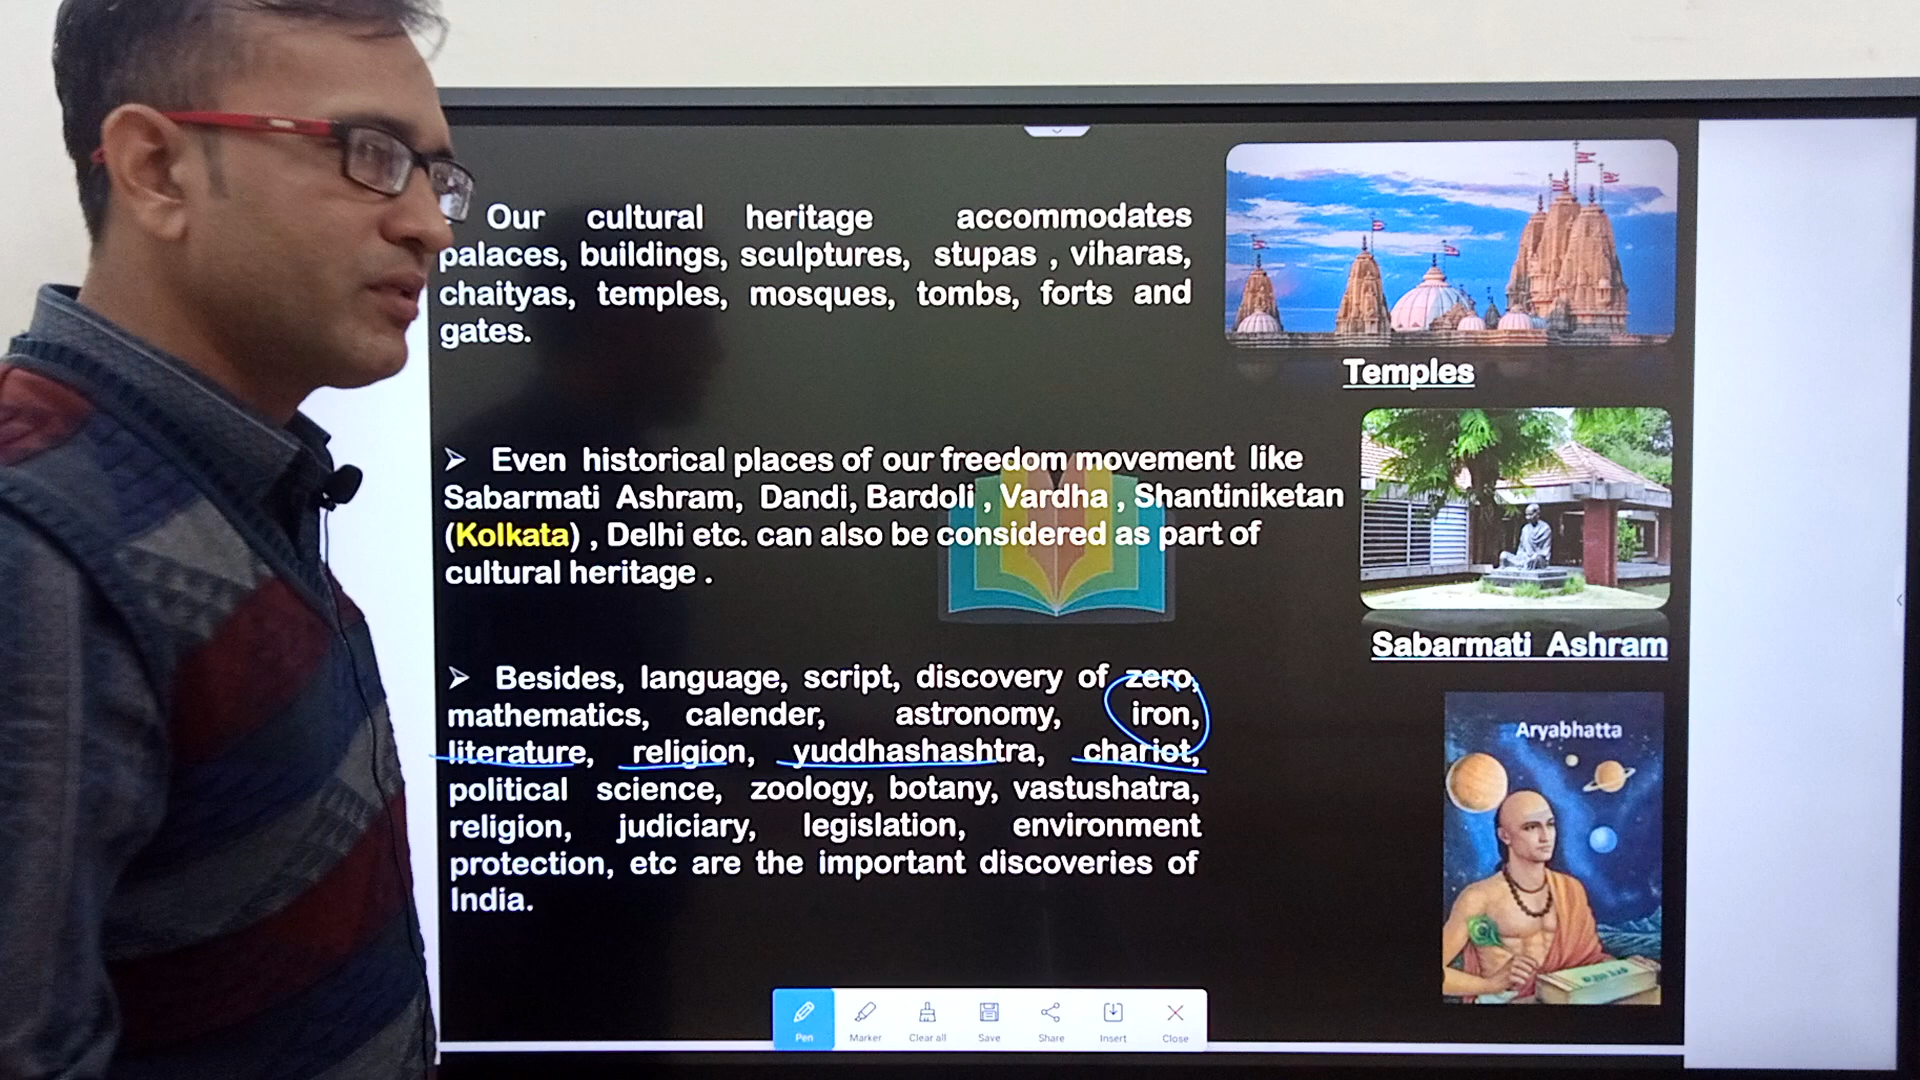 Our cultural heritage accommodates
palaces, buildings, sculptures, stupas , viharas,
chaityas, temples, mosques, tombs, forts and
gates.
Temples
➢ Even historical places of our freedom movement like
Sabarmati Ashram, Dandi, Bardoli , Vardha , Shantiniketan
(Kolkata) , Delhi etc. can also be considered as part of
cultural heritage .
Sabarmati Ashram
➢ Besides, language, script, discovery of zero,
mathematics, calender, astronomy, iron,
literature, religion, yuddhashashtra, chariot,
political science, zoology, botany, vastushatra,
religion, judiciary, legislation, environment
protection, etc are the important discoveries of
India.
Aryabhatta
Pen Marker Clear all Save Share Insert Close